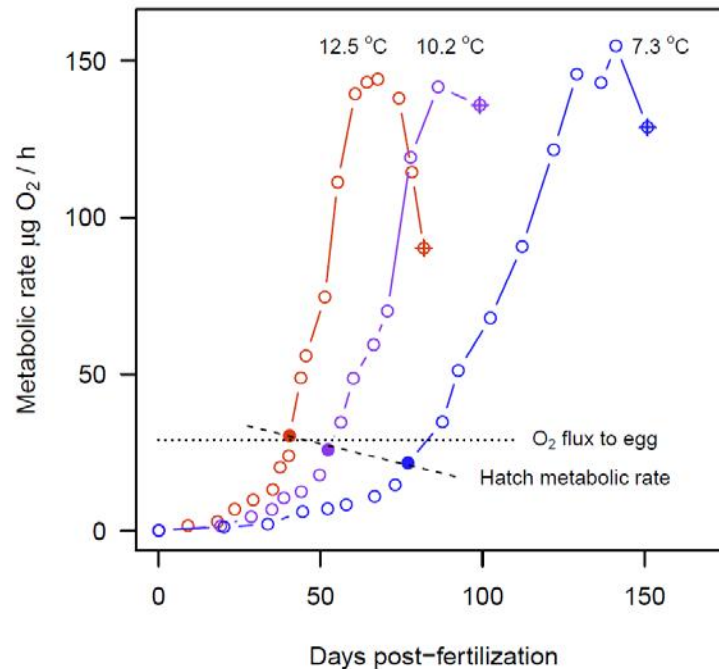 12.5 °C
10.2 °C
7.3 °C
150
100
50
0
Metabolic rate µg O₂ / h
O₂ flux to egg
Hatch metabolic rate
0
50
100
150
Days post−fertilization